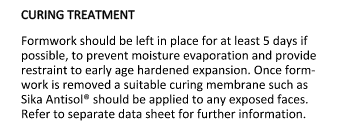 CURING TREATMENT
Formwork should be left in place for at least 5 days if
possible, to prevent moisture evaporation and provide
restraint to early age hardened expansion. Once form-
work is removed a suitable curing membrane such as
Sika Antisol® should be applied to any exposed faces.
Refer to separate data sheet for further information.